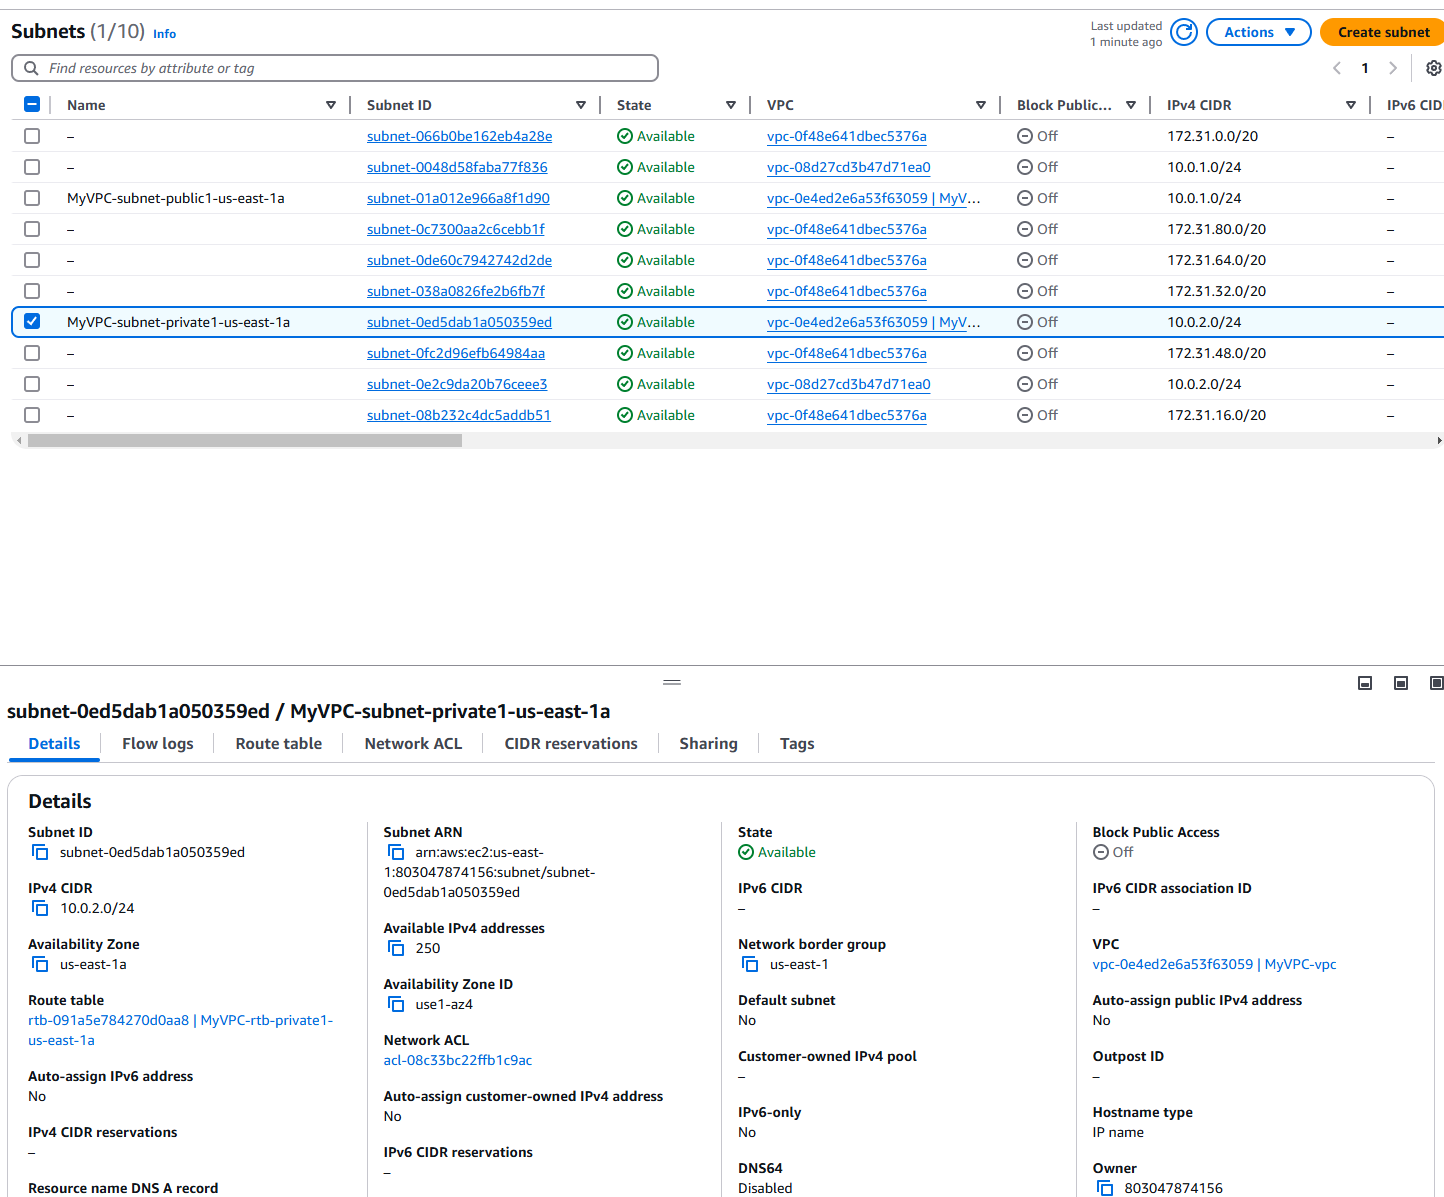 Subnets (1/10) Info
Last updated
1 minute ago
Actions
Create subnet
Find resources by attribute or tag
1
Name Subnet ID State VPC Block Public... IPv4 CIDR IPv6 CID
– subnet-066b0be162eb4a28e Available vpc-0f48e641dbec5376a Off 172.31.0.0/20 –
– subnet-0048d58faba77f836 Available vpc-08d27cd3b47d71ea0 Off 10.0.1.0/24 –
MyVPC-subnet-public1-us-east-1a subnet-01a012e966a8f1d90 Available vpc-0e4ed2e6a53f63059 | MyV... Off 10.0.1.0/24 –
– subnet-0c7300aa2c6cebb1f Available vpc-0f48e641dbec5376a Off 172.31.80.0/20 –
– subnet-0de60c7942742d2de Available vpc-0f48e641dbec5376a Off 172.31.64.0/20 –
– subnet-038a0826fe2b6fb7f Available vpc-0f48e641dbec5376a Off 172.31.32.0/20 –
MyVPC-subnet-private1-us-east-1a subnet-0ed5dab1a050359ed Available vpc-0e4ed2e6a53f63059 | MyV... Off 10.0.2.0/24 –
– subnet-0fc2d96efb64984aa Available vpc-0f48e641dbec5376a Off 172.31.48.0/20 –
– subnet-0e2c9da20b76ceee3 Available vpc-08d27cd3b47d71ea0 Off 10.0.2.0/24 –
– subnet-08b232c4dc5addb51 Available vpc-0f48e641dbec5376a Off 172.31.16.0/20 –
subnet-0ed5dab1a050359ed / MyVPC-subnet-private1-us-east-1a
Details Flow logs Route table Network ACL CIDR reservations Sharing Tags
Details
Subnet ID
subnet-0ed5dab1a050359ed
IPv4 CIDR
10.0.2.0/24
Availability Zone
us-east-1a
Route table
rtb-091a5e784270d0aa8 | MyVPC-rtb-private1-
us-east-1a
Auto-assign IPv6 address
No
IPv4 CIDR reservations
–
Resource name DNS A record
Subnet ARN
arn:aws:ec2:us-east-
1:803047874156:subnet/subnet-
0ed5dab1a050359ed
Available IPv4 addresses
250
Availability Zone ID
use1-az4
Network ACL
acl-08c33bc22ffb1c9ac
Auto-assign customer-owned IPv4 address
No
IPv6 CIDR reservations
–
State
Available
IPv6 CIDR
–
Network border group
us-east-1
Default subnet
No
Customer-owned IPv4 pool
–
IPv6-only
No
DNS64
Disabled
Block Public Access
Off
IPv6 CIDR association ID
–
VPC
vpc-0e4ed2e6a53f63059 | MyVPC-vpc
Auto-assign public IPv4 address
No
Outpost ID
–
Hostname type
IP name
Owner
803047874156